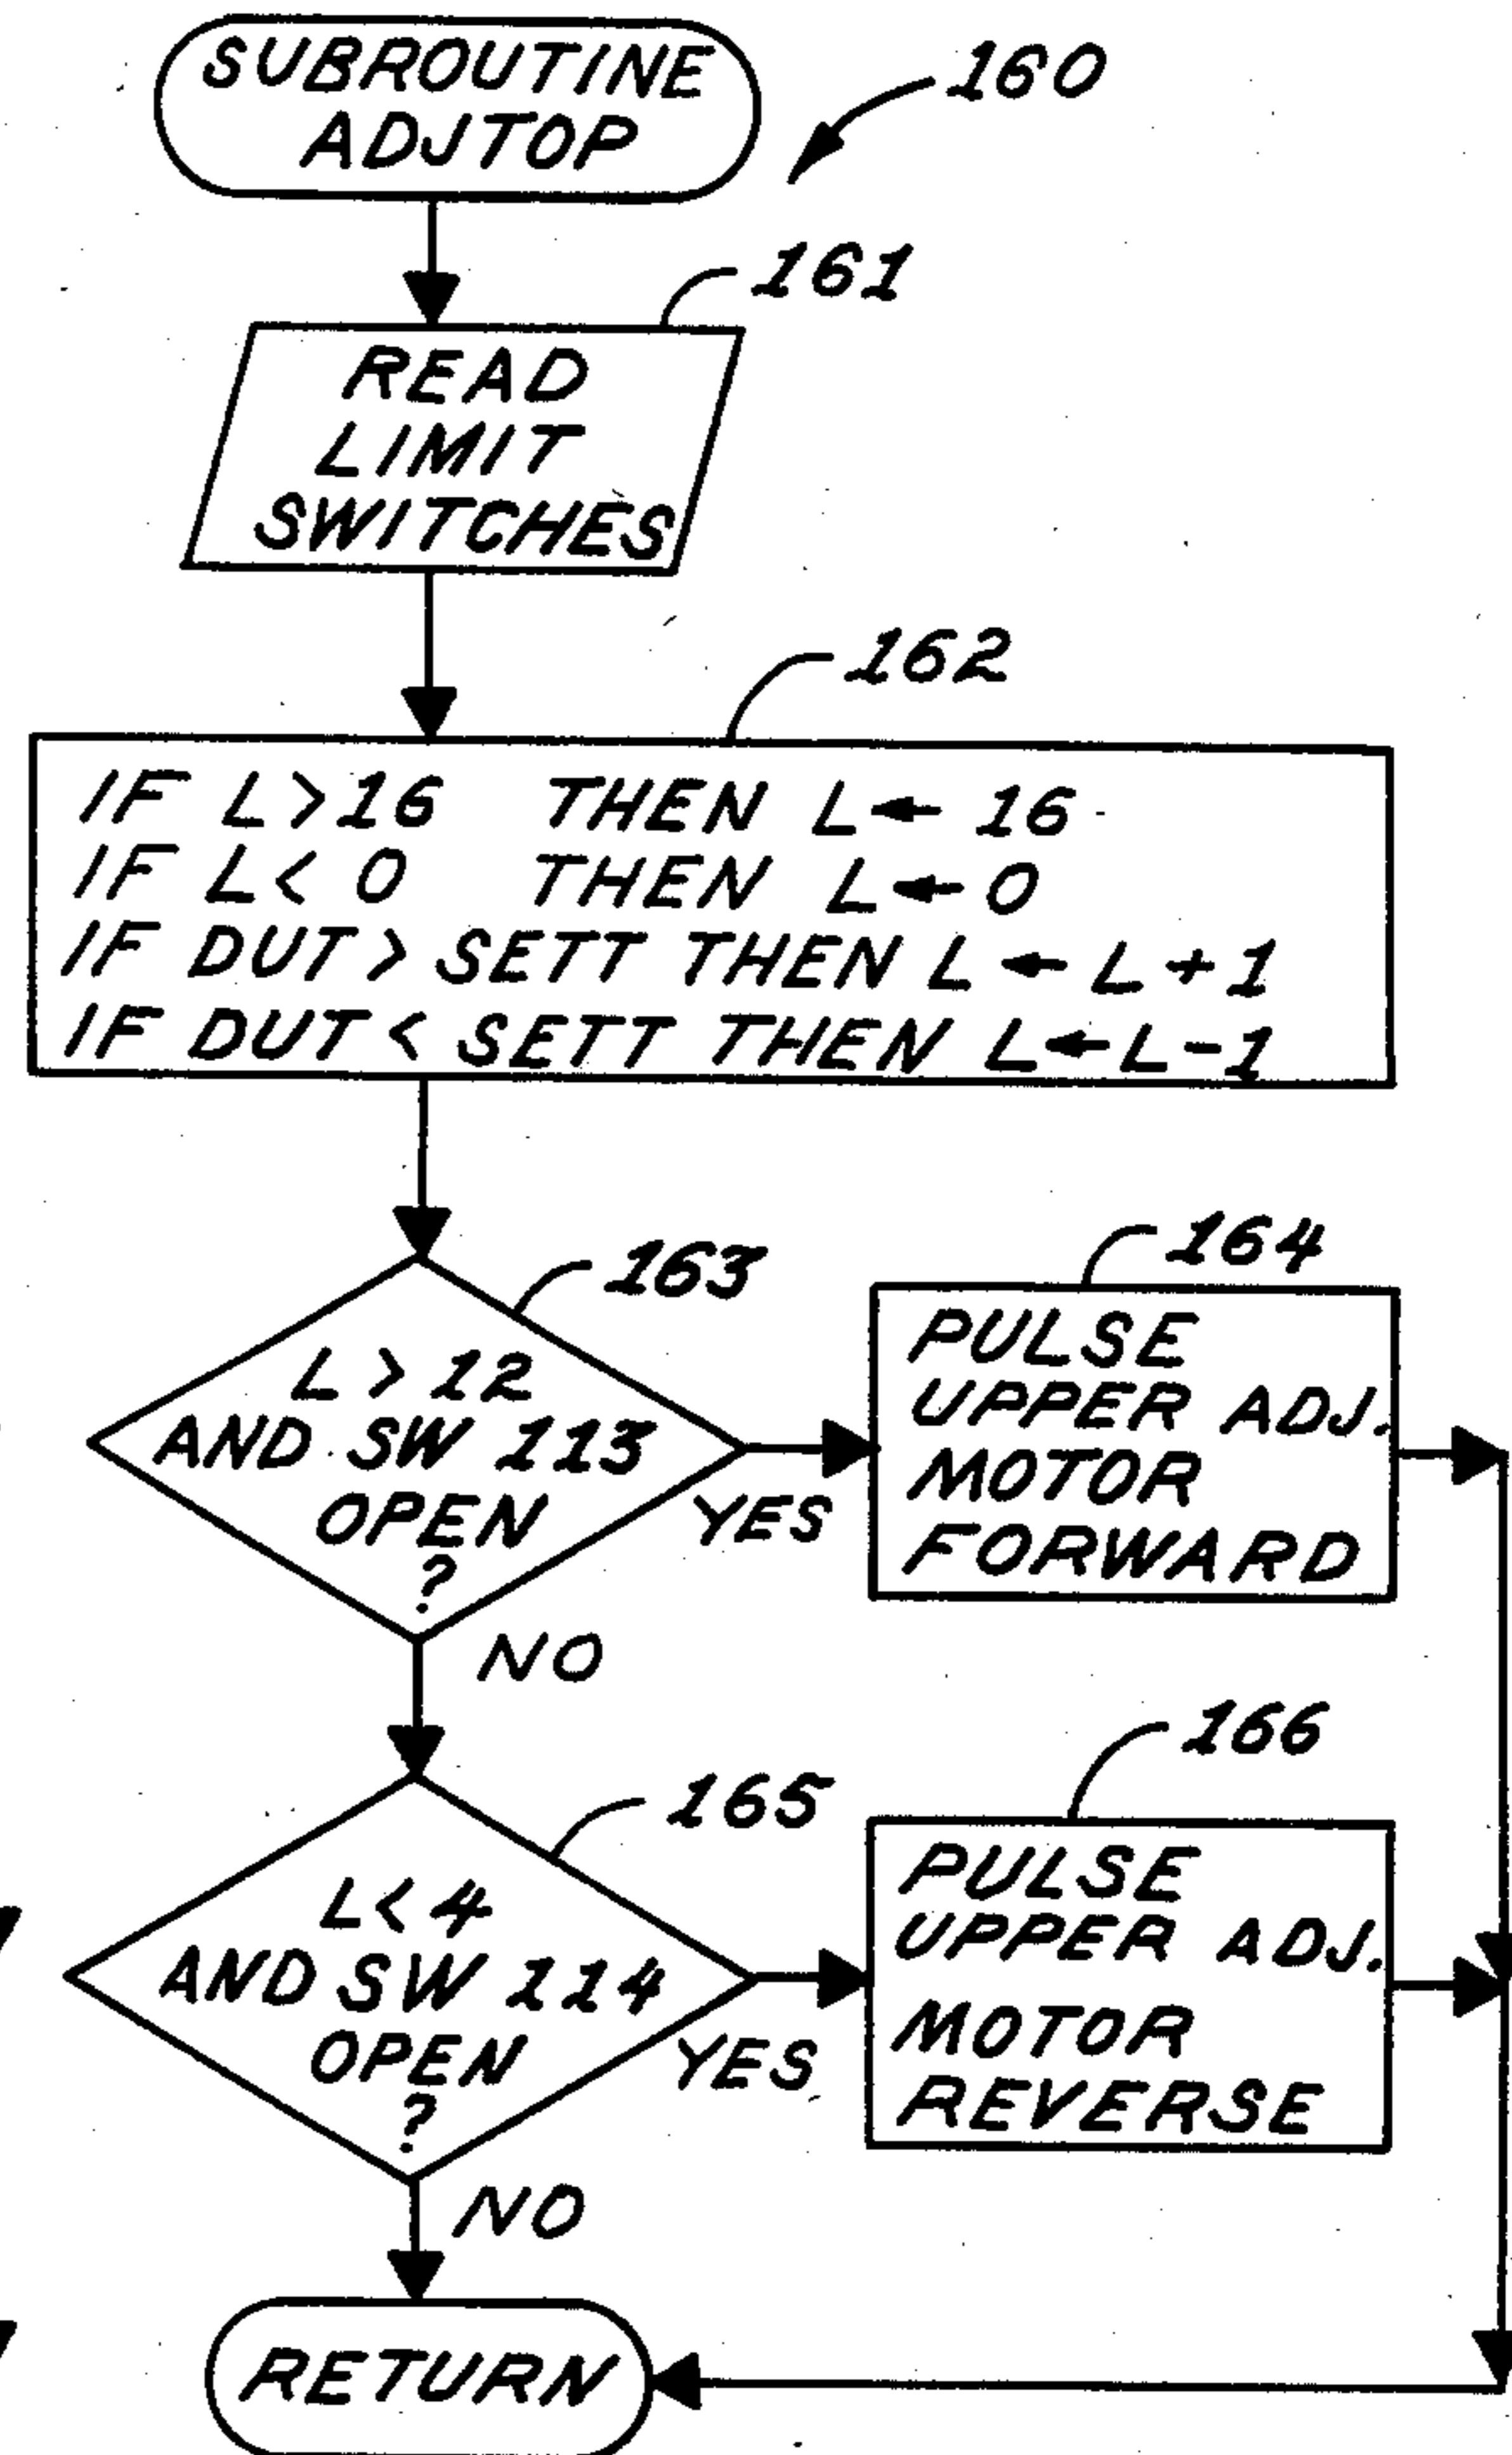 SUBROUTINE
ADJTOP
160
161
READ
LIMIT
SWITCHES
162
IF L>16 THEN L← 16
IF L< 0 THEN L← 0
IF DUT > SETT THEN L ← L + 1
IF DUT < SETT THEN L←L-1
163
L > 12
AND SW 113
OPEN
?
YES
NO
164
PULSE
UPPER ADJ.
MOTOR
FORWARD
165
L< 4
AND SW 114
OPEN
?
YES
NO
166
PULSE
UPPER ADJ.
MOTOR
REVERSE
RETURN